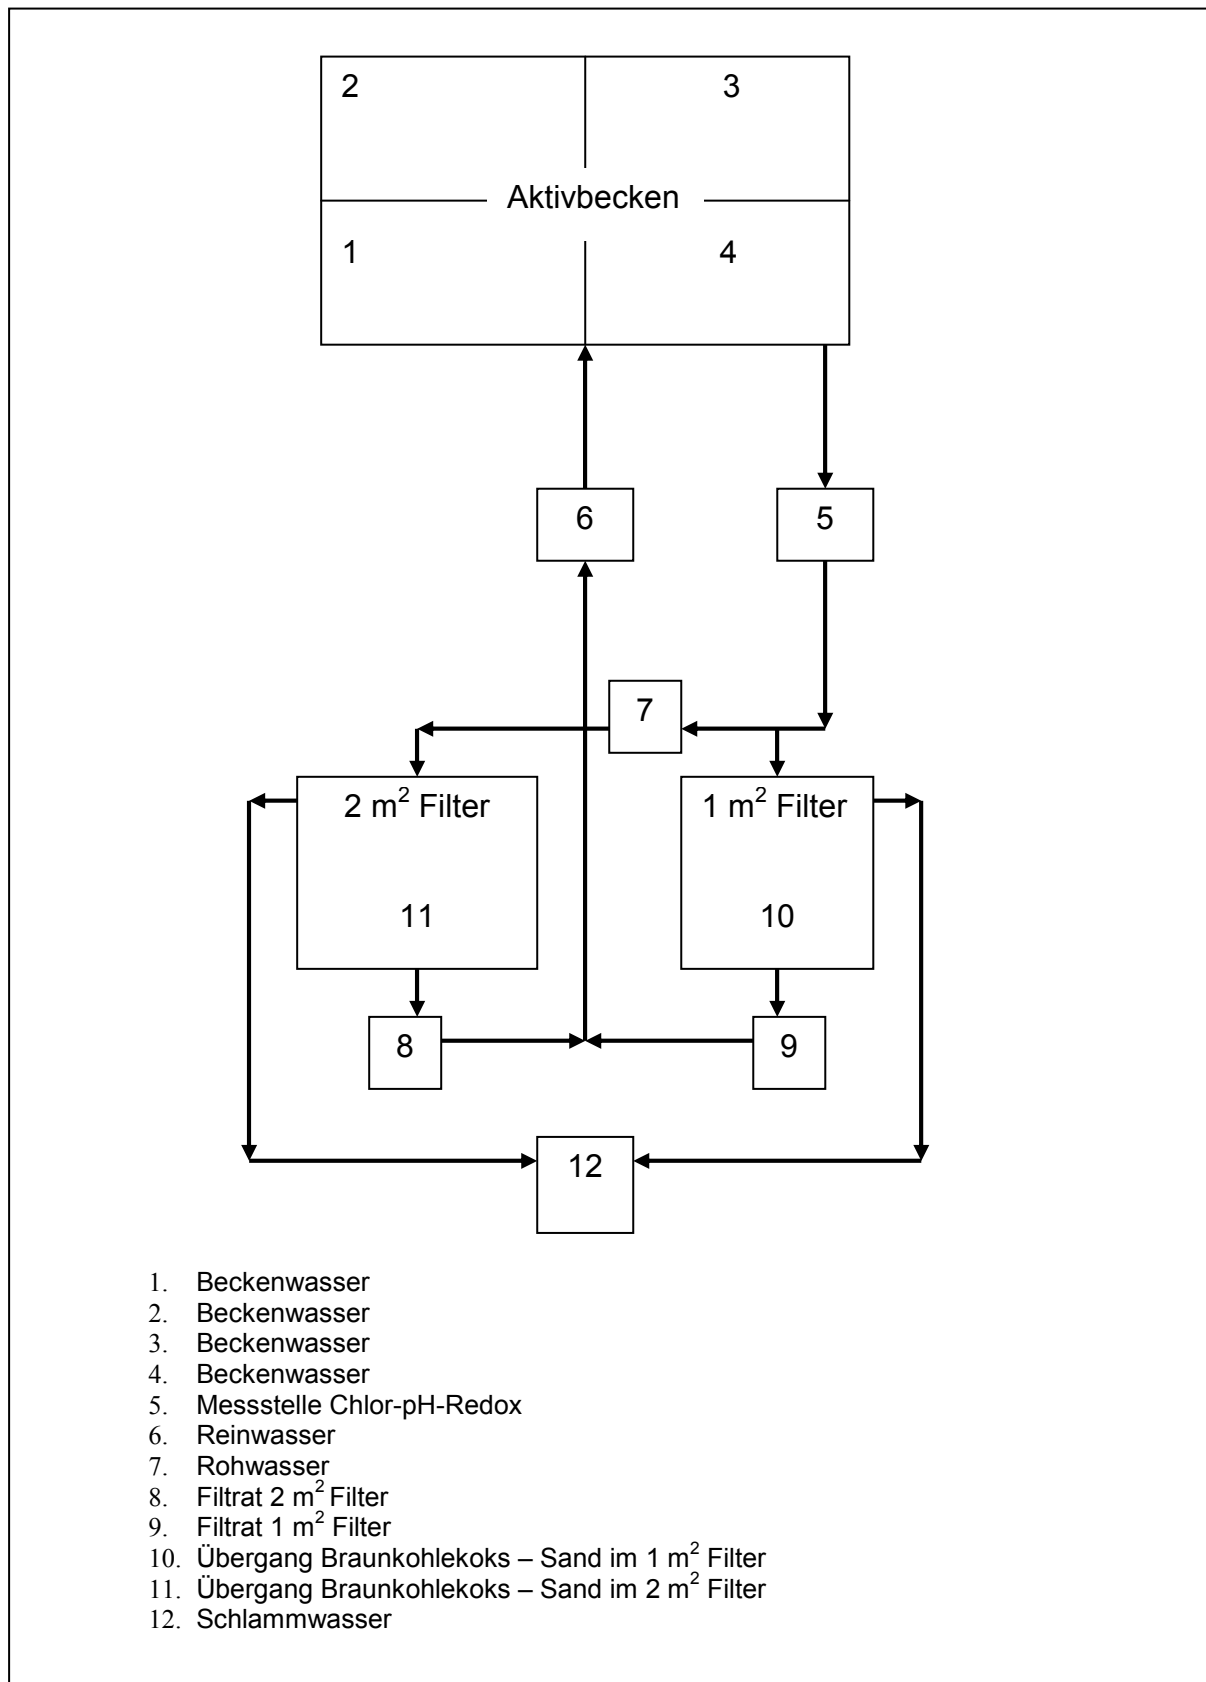 2 3
Aktivbecken
1 4
6 5
7
2 m² Filter 1 m² Filter
11 10
8 9
12
1. Beckenwasser
2. Beckenwasser
3. Beckenwasser
4. Beckenwasser
5. Messstelle Chlor-pH-Redox
6. Reinwasser
7. Rohwasser
8. Filtrat 2 m² Filter
9. Filtrat 1 m² Filter
10. Übergang Braunkohlekoks – Sand im 1 m² Filter
11. Übergang Braunkohlekoks – Sand im 2 m² Filter
12. Schlammwasser